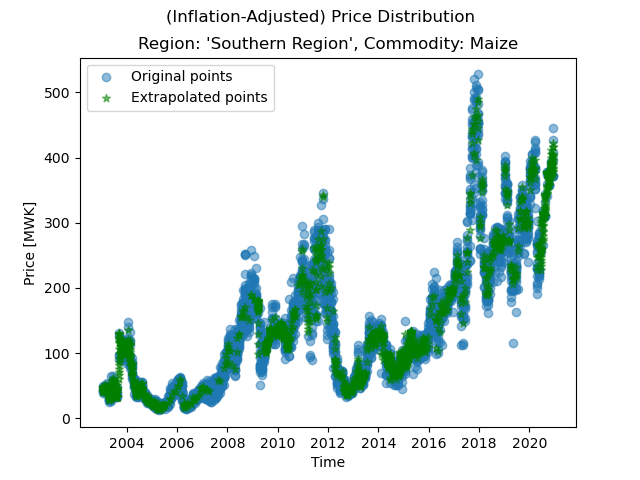 (Inflation-Adjusted) Price Distribution
Region: 'Southern Region', Commodity: Maize
Original points
Extrapolated points
500
400
300
200
100
0
Price [MWK]
2004 2006 2008 2010 2012 2014 2016 2018 2020
Time